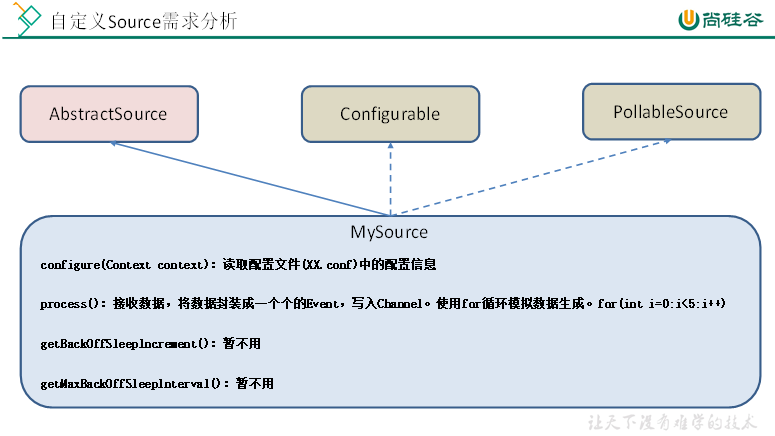 自定义Source需求分析
尚硅谷
AbstractSource
Configurable
PollableSource
MySource
configure(Context context)：读取配置文件(XX.conf)中的配置信息
process()：接收数据，将数据封装成一个个的Event，写入Channel。使用for循环模拟数据生成。for(int i=0:i<5:i++)
getBackOffSleepIncrement()：暂不用
getMaxBackOffSleepInterval()：暂不用
让天下没有难学的技术